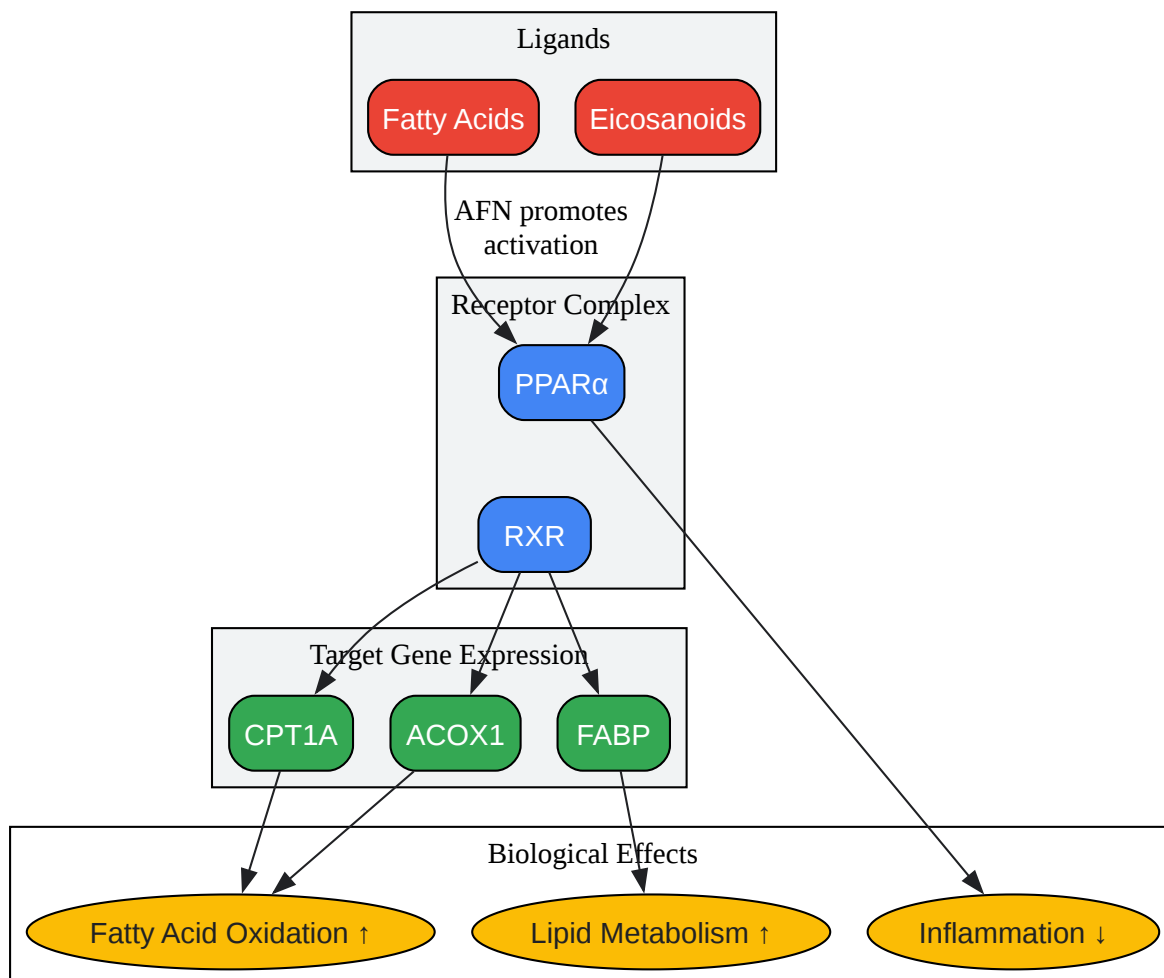 Ligands
Fatty Acids
Eicosanoids
AFN promotes
activation
Receptor Complex
PPARα
RXR
Target Gene Expression
CPT1A
ACOX1
FABP
Biological Effects
Fatty Acid Oxidation ↑
Lipid Metabolism ↑
Inflammation ↓